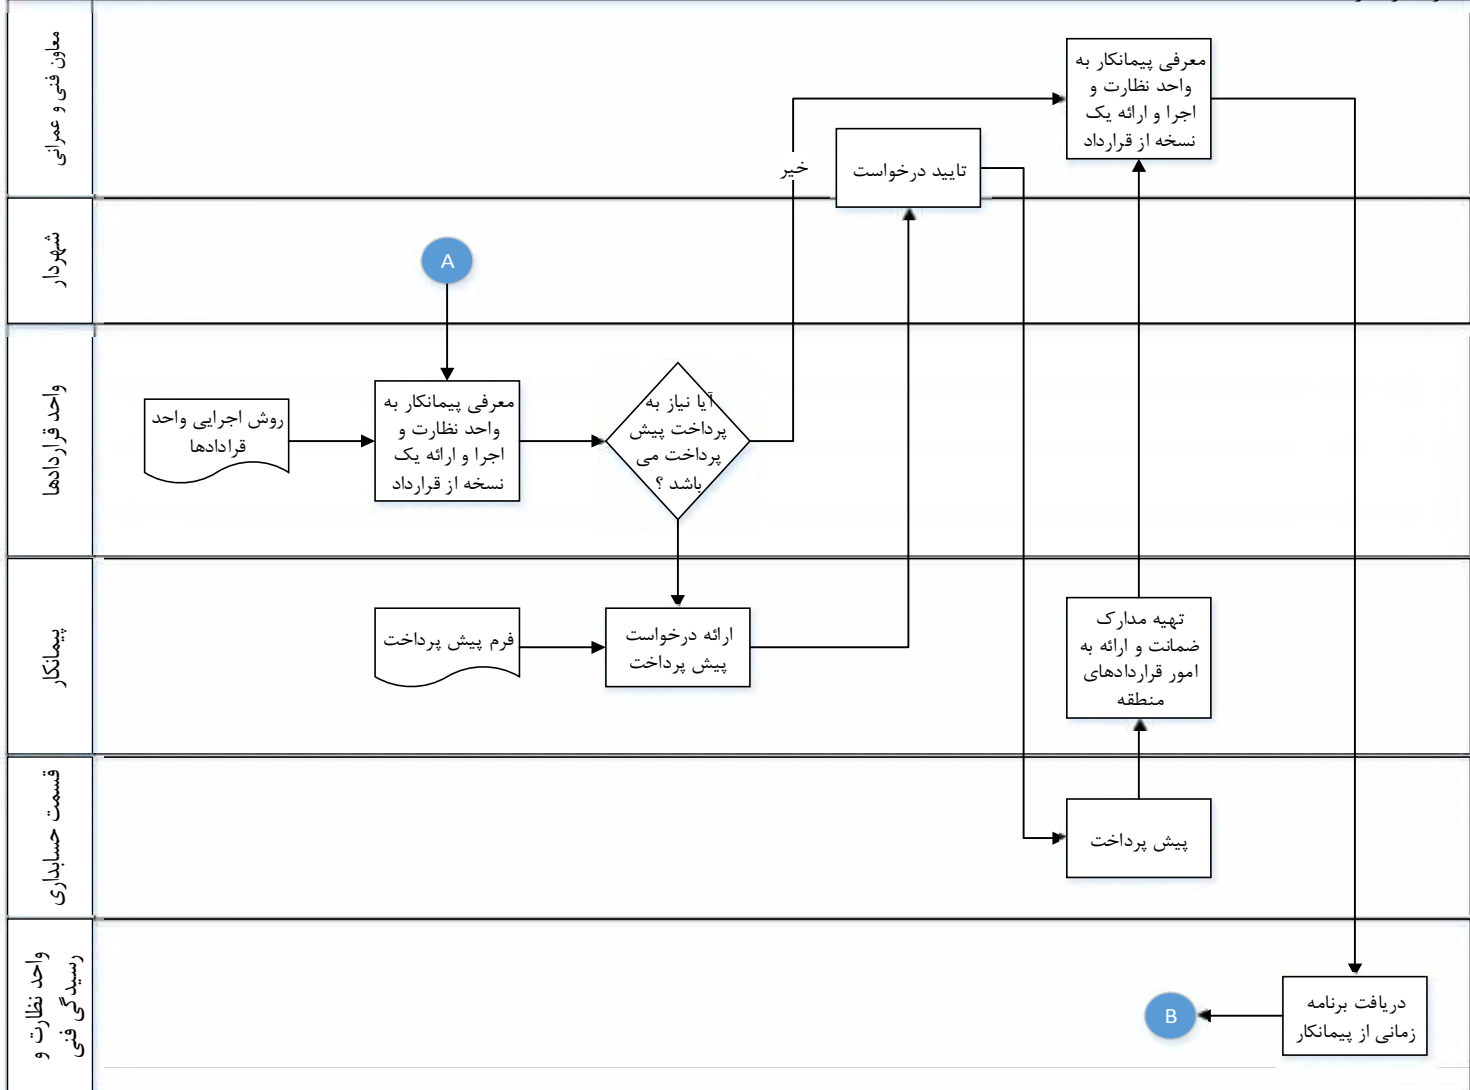 معاون فنی و عمرانی
معرفی پیمانکار به
واحد نظارت و
اجرا و ارائه یک
نسخه از قرارداد
تایید درخواست
خیر
شهردار
A
واحد قراردادها
روش اجرایی واحد
قرادادها
معرفی پیمانکار به
واحد نظارت و
اجرا و ارائه یک
نسخه از قرارداد
آیا نیاز به
پرداخت پیش
پرداخت می
باشد ؟
پیمانکار
فرم پیش پرداخت
ارائه درخواست
پیش پرداخت
تهیه مدارک
ضمانت و ارائه به
امور قراردادهای
منطقه
قسمت حسابداری
پیش پرداخت
واحد نظارت و
رسیدگی فنی
دریافت برنامه
زمانی از پیمانکار
B